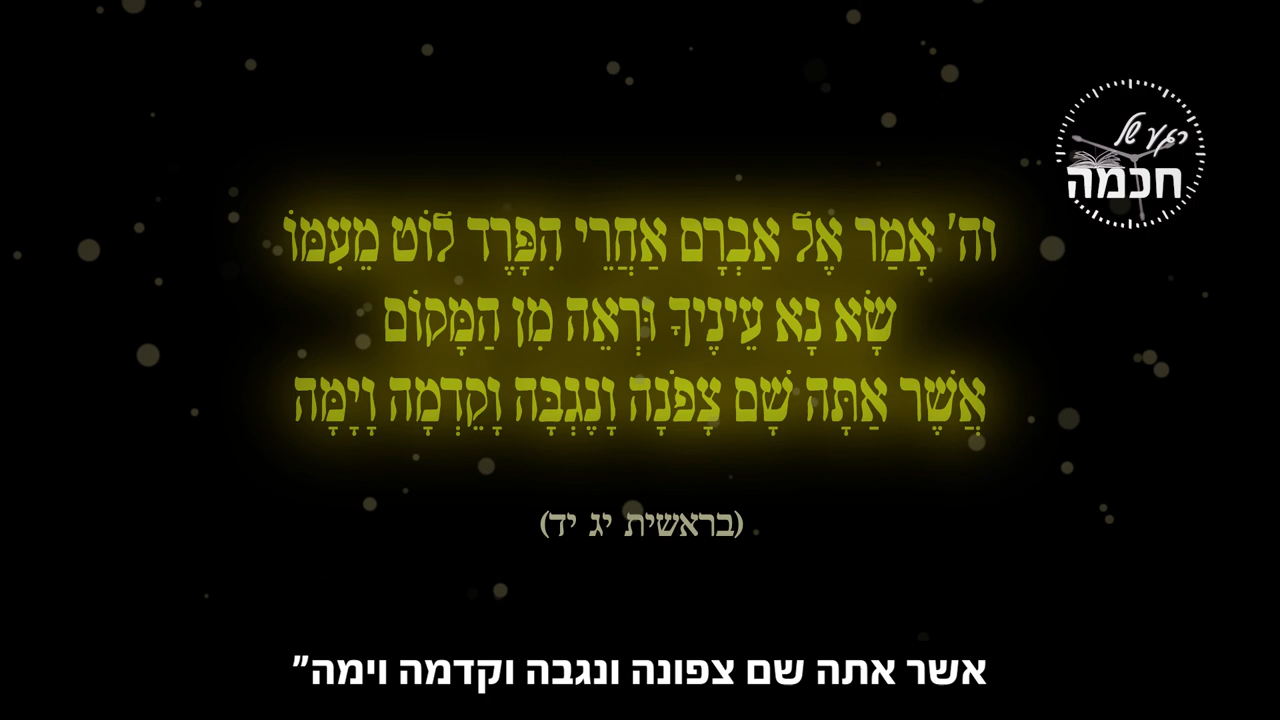 רגע של
חכמה
וה' אָמַר אֶל אַבְרָם אַחֲרֵי הִפָּרֶד לוֹט מֵעִמּוֹ
שָׂא נָא עֵינֶיךָ וּרְאֵה מִן הַמָּקוֹם
אֲשֶׁר אַתָּה שָׁם צָפֹנָה וָנֶגְבָּה וָקֵדְמָה וָיָמָּה
(בראשית יג יד)
אשר אתה שם צפונה ונגבה וקדמה וימה"